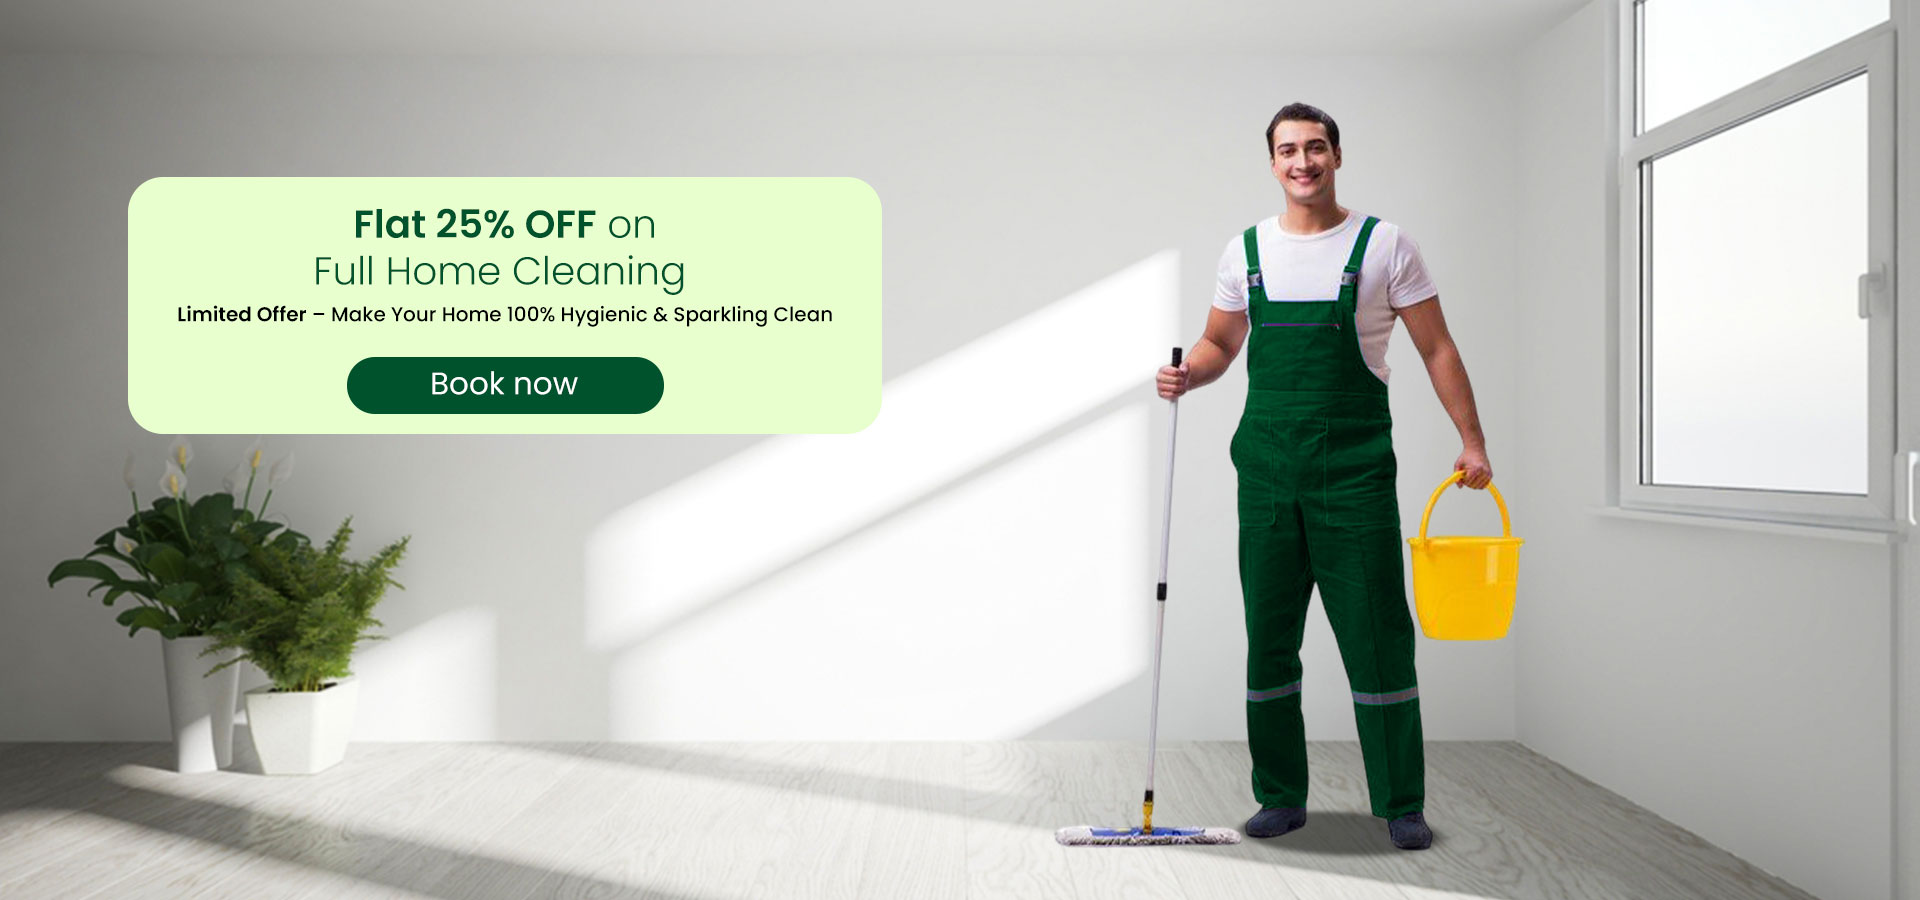 Flat 25% OFF on
Full Home Cleaning
Limited Offer – Make Your Home 100% Hygienic & Sparkling Clean
Book now